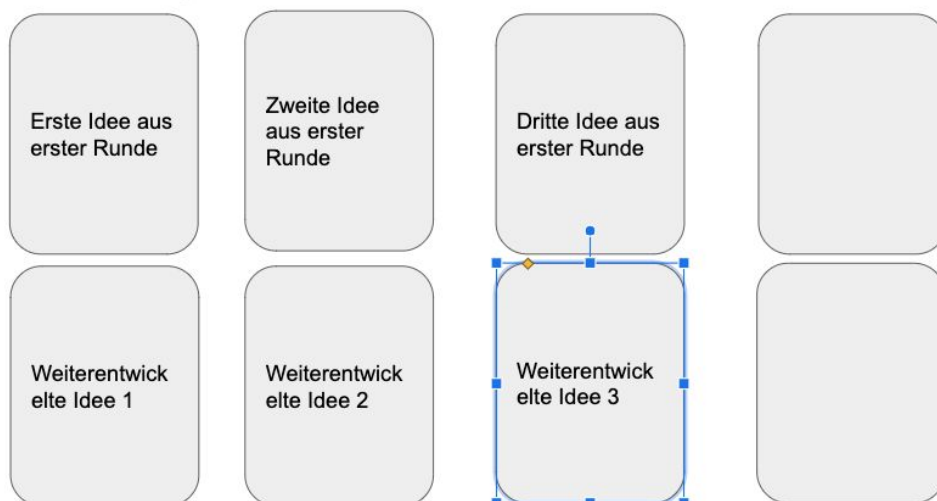 Erste Idee aus
erster Runde
Zweite Idee
aus erster
Runde
Dritte Idee aus
erster Runde
Weiterentwick
elte Idee 1
Weiterentwick
elte Idee 2
Weiterentwick
elte Idee 3